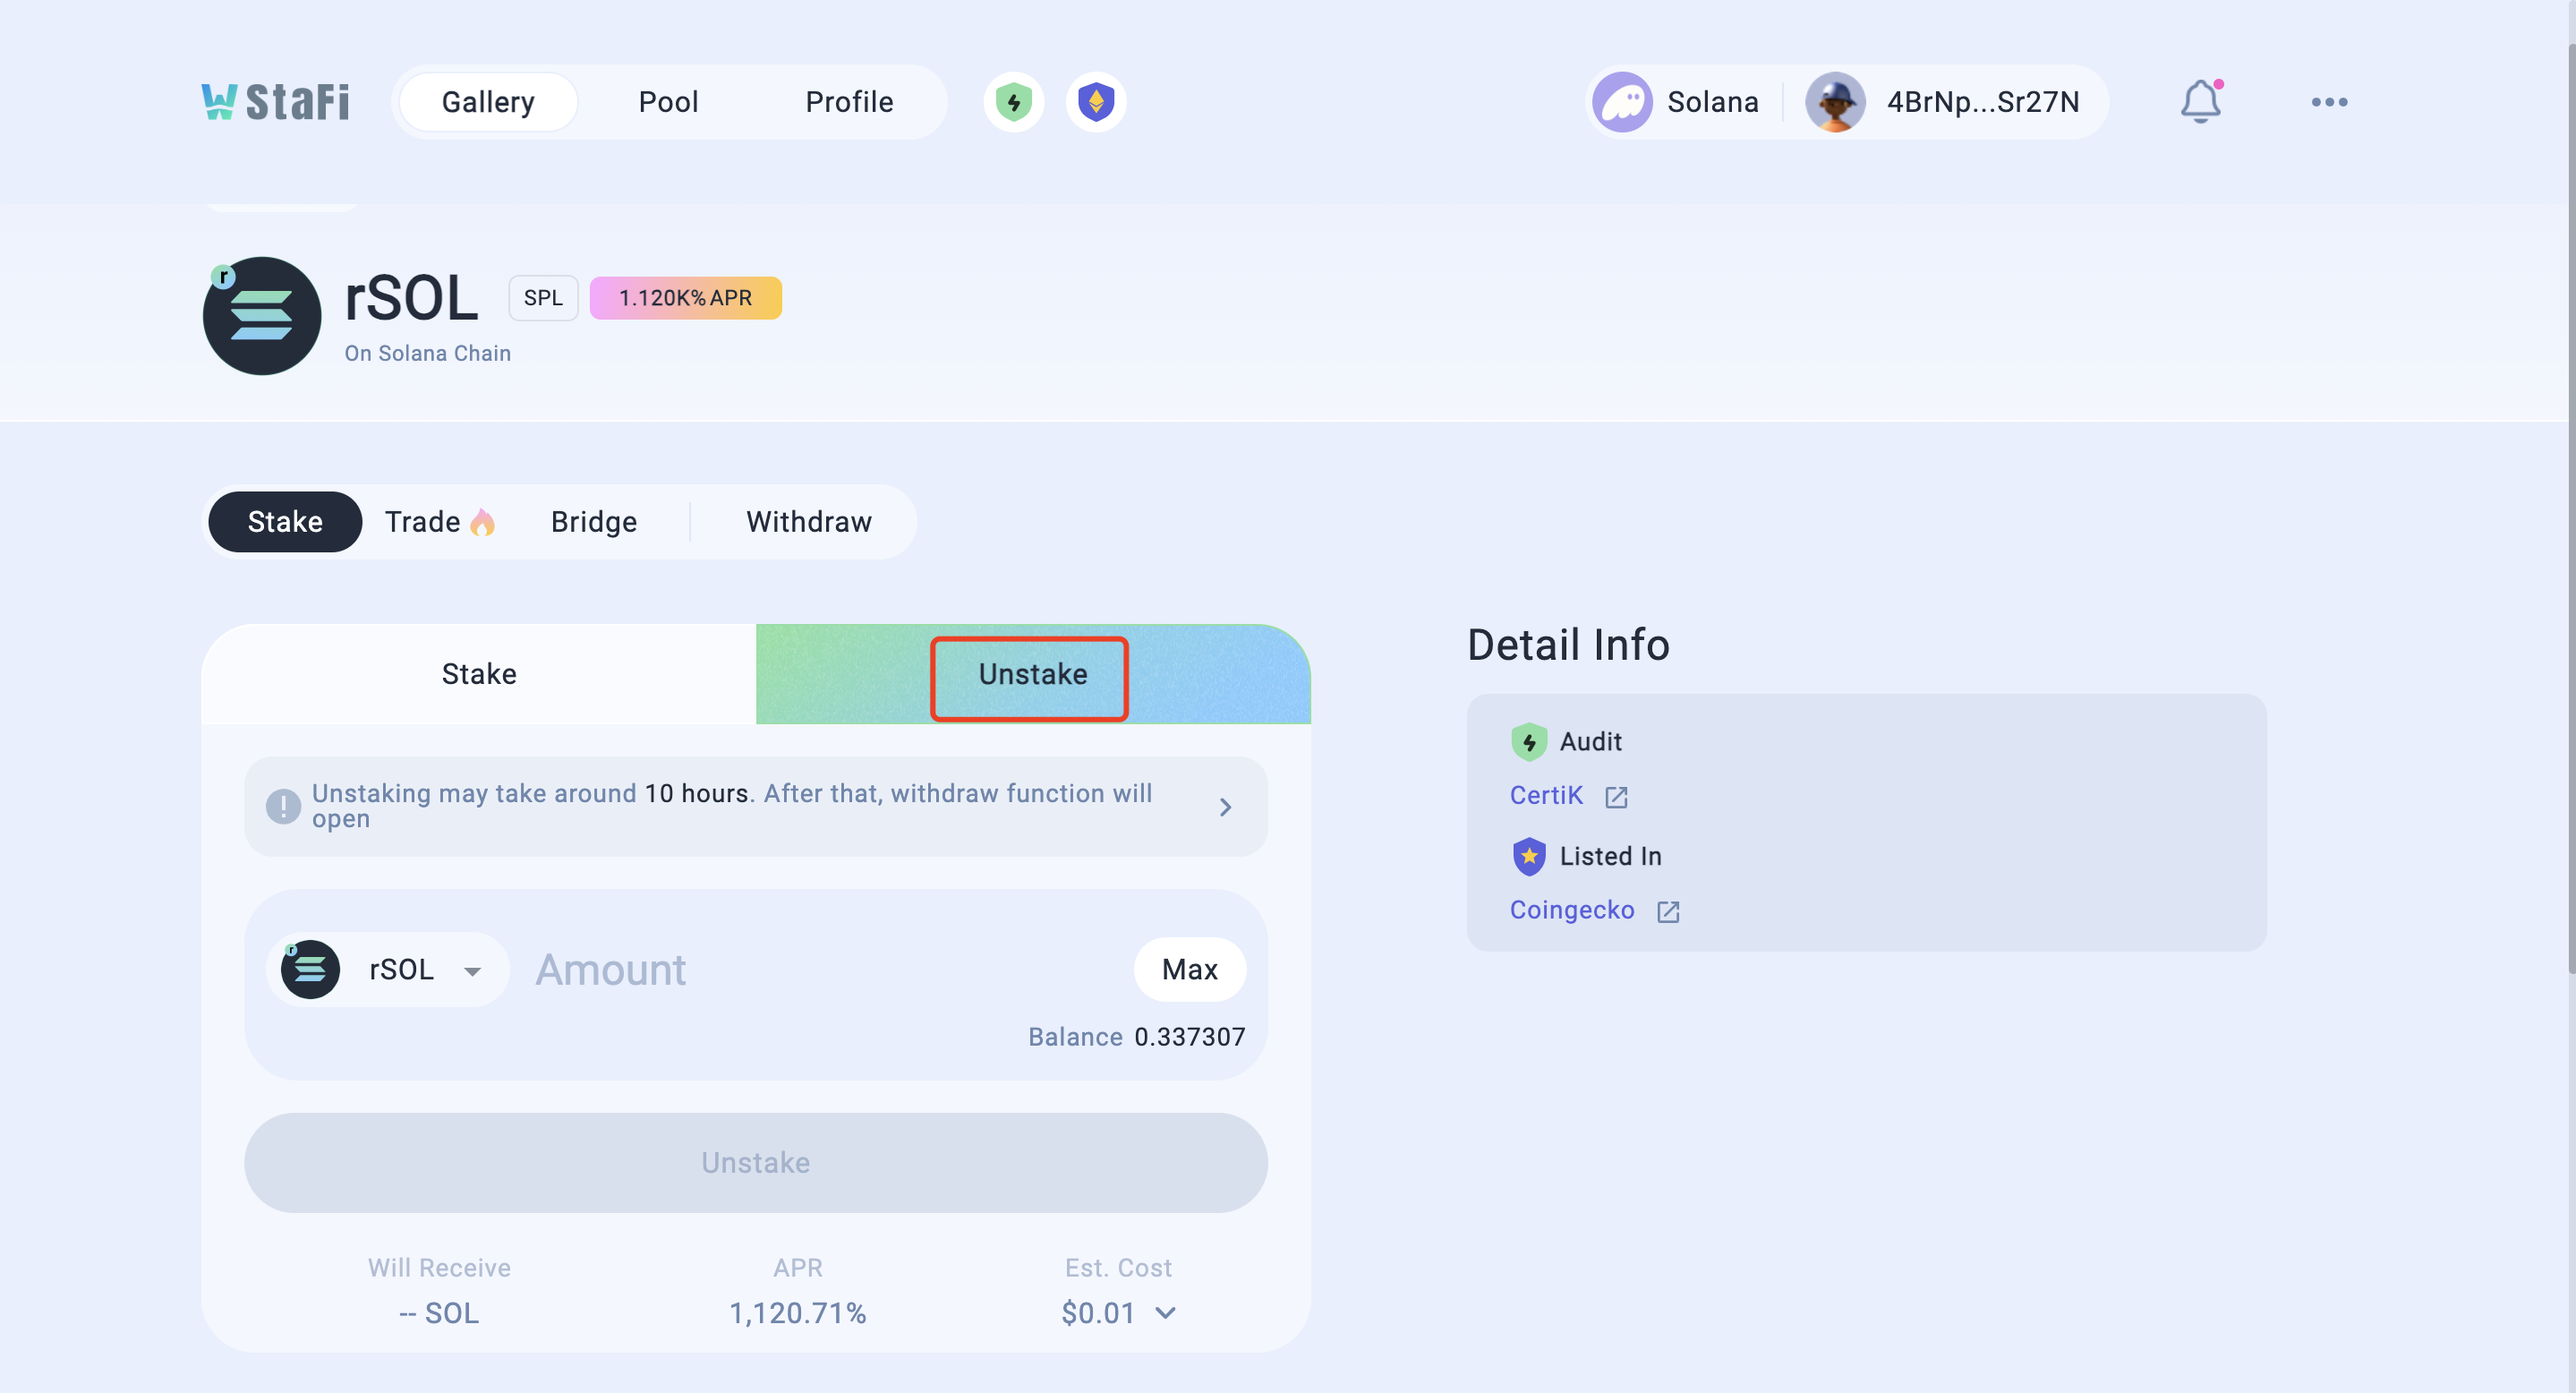 StaFi
Gallery
Pool
Profile
Solana
4BrNp...Sr27N
r
rSOL
SPL
1.120K% APR
On Solana Chain
Stake
Trade
Bridge
Withdraw
Stake
Unstake
Unstaking may take around 10 hours. After that, withdraw function will
open
r
rSOL
Amount
Max
Balance 0.337307
Unstake
Will Receive
APR
Est. Cost
-- SOL
1,120.71%
$0.01
Detail Info
Audit
CertiK
Listed In
Coingecko